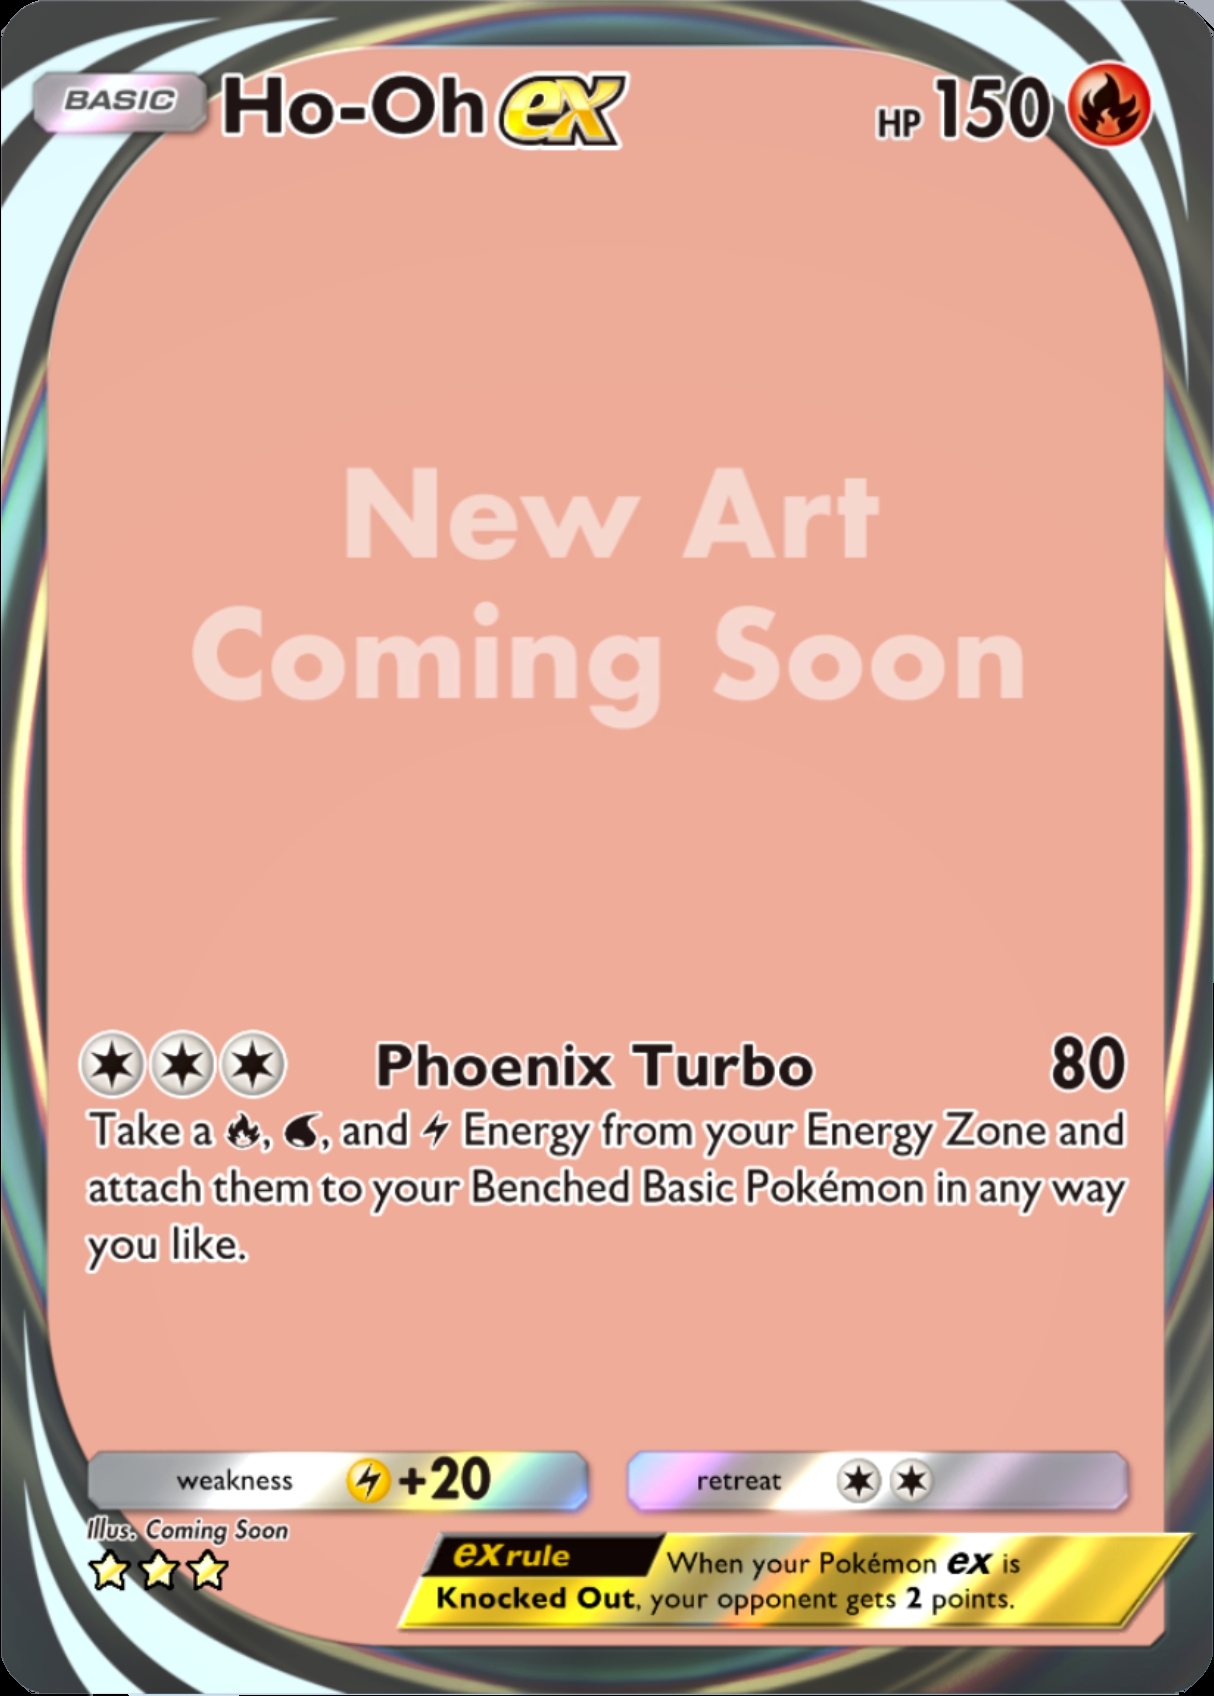 BASIC Ho-Oh ex HP 150
New Art
Coming Soon
Phoenix Turbo 80
Take a , , and Energy from your Energy Zone and
attach them to your Benched Basic Pokémon in any way
you like.
weakness +20 retreat
Illus. Coming Soon
ex rule When your Pokémon ex is
Knocked Out, your opponent gets 2 points.